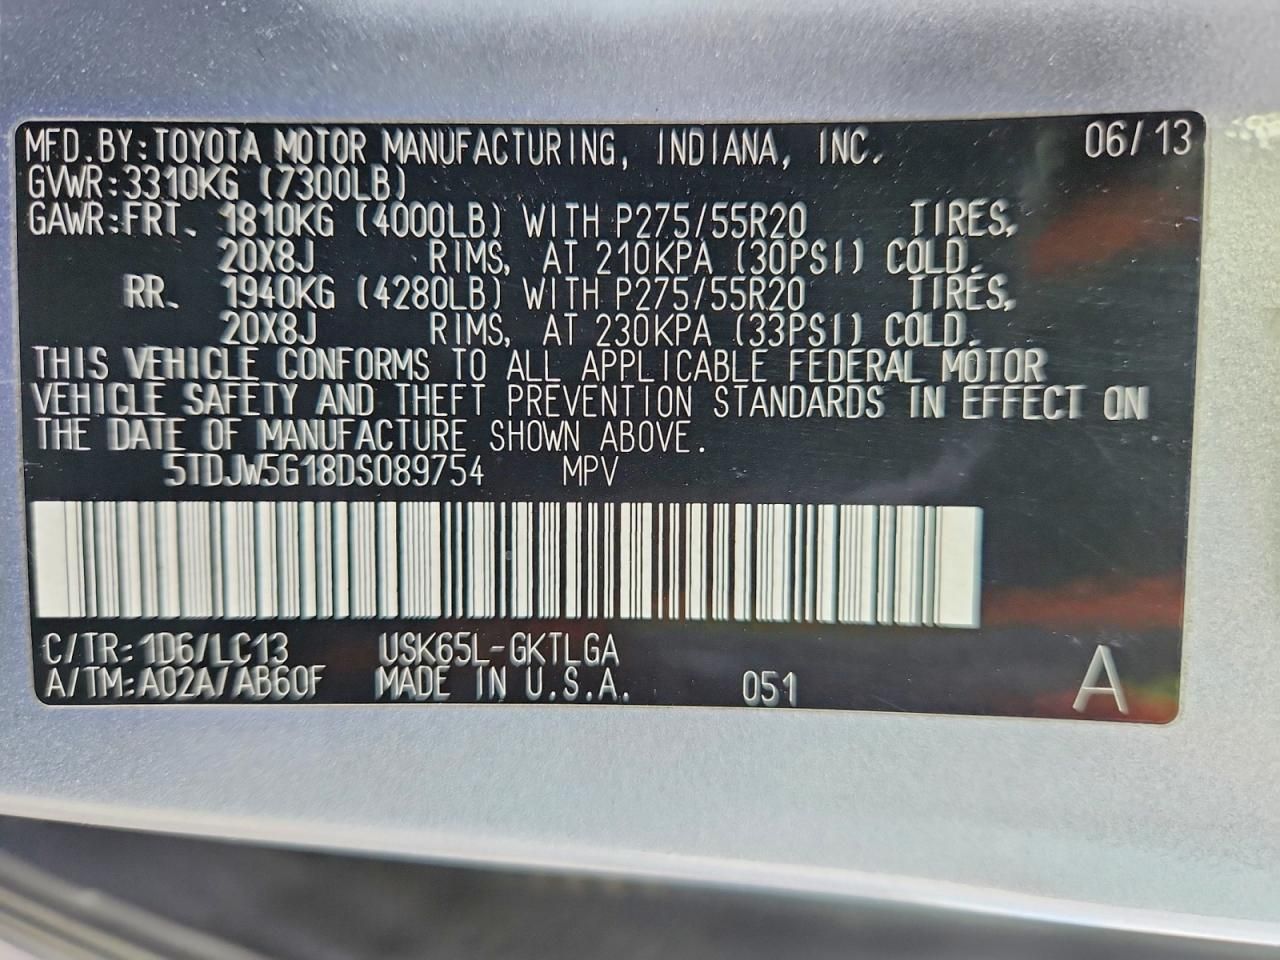 MFD.BY:TOYOTA MOTOR MANUFACTURING, INDIANA, INC. 06/13
GVWR:3310KG (7300LB)
GAWR:FRT. 1810KG (4000LB) WITH P275/55R20 TIRES,
20X8J RIMS, AT 210KPA (30PSI) COLD.
RR. 1940KG (4280LB) WITH P275/55R20 TIRES,
20X8J RIMS, AT 230KPA (33PSI) COLD.
THIS VEHICLE CONFORMS TO ALL APPLICABLE FEDERAL MOTOR
VEHICLE SAFETY AND THEFT PREVENTION STANDARDS IN EFFECT ON
THE DATE OF MANUFACTURE SHOWN ABOVE.
5TDJW5G18DS089754 MPV
C/TR:1D6/LC13 USK65L-GKTLGA
A/TM:A02A/AB60F MADE IN U.S.A. 051 A